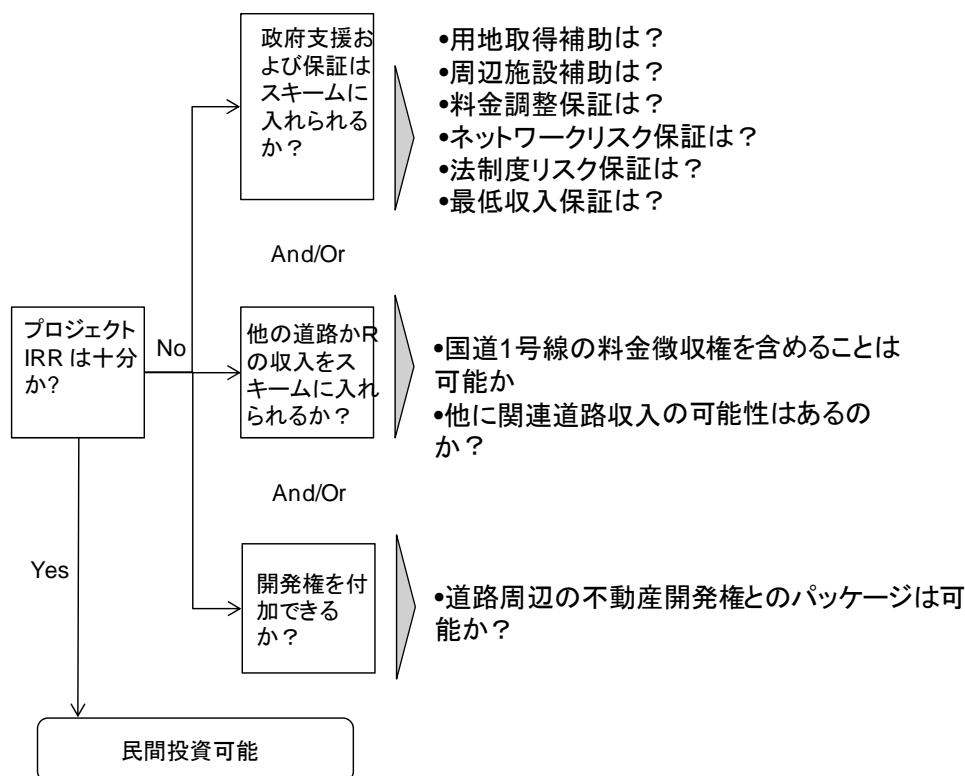 政府支援お
よび保証は
スキームに
入れられる
か？
•用地取得補助は？
•周辺施設補助は？
•料金調整保証は？
•ネットワークリスク保証は？
•法制度リスク保証は？
•最低収入保証は？
And/Or
プロジェクト
IRR は十分
か?
No
他の道路かR
の収入をス
キームに入れ
られるか？
•国道1号線の料金徴収権を含めることは
可能か
•他に関連道路収入の可能性はあるの
か？
And/Or
Yes
開発権を付
加できる
か？
•道路周辺の不動産開発権とのパッケージは可
能か？
民間投資可能